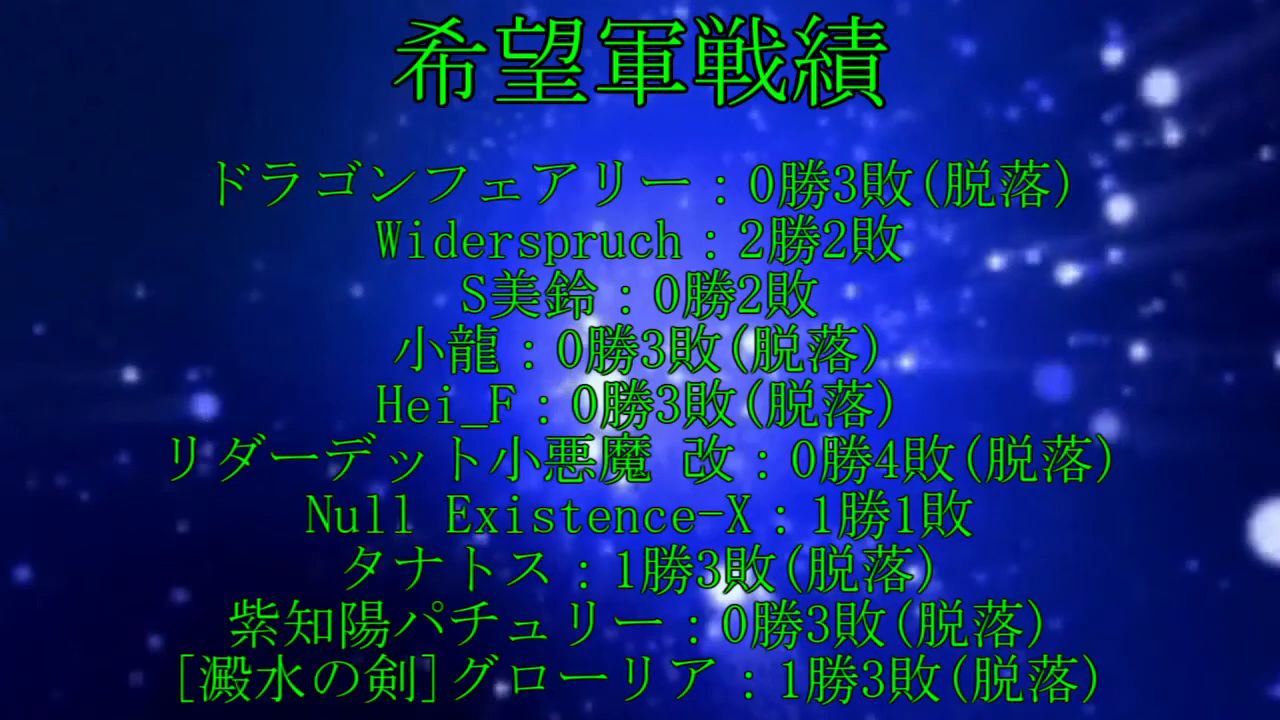 希望軍戦績
ドラゴンフェアリー：0勝3敗(脱落)
Widerspruch：2勝2敗
S美鈴：0勝2敗
小龍：0勝3敗(脱落)
Hei_F：0勝3敗(脱落)
リダーデット小悪魔 改：0勝4敗(脱落)
Null Existence-X：1勝1敗
タナトス：1勝3敗(脱落)
紫知陽パチュリー：0勝3敗(脱落)
[澱水の剣]グローリア：1勝3敗(脱落)